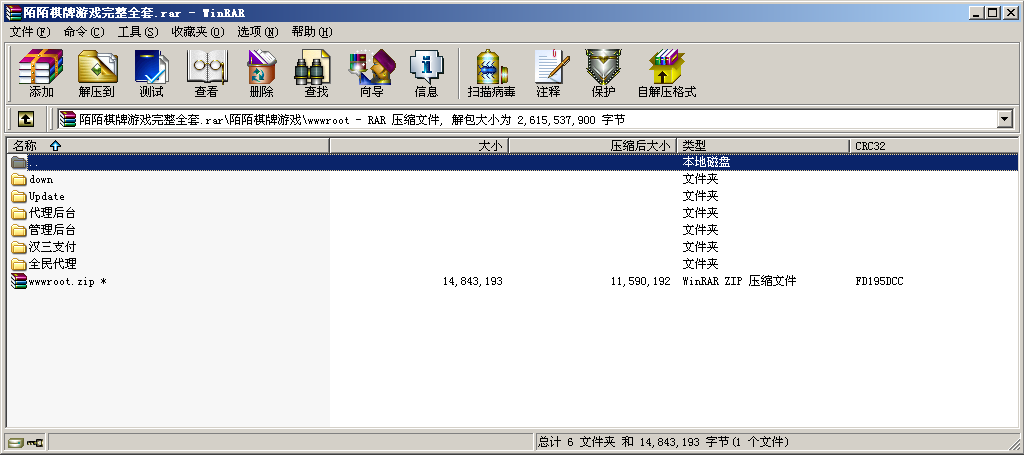 陌陌棋牌游戏完整全套.rar - WinRAR
文件(F) 命令(C) 工具(S) 收藏夹(O) 选项(N) 帮助(H)
添加 解压到 测试 查看 删除 查找 向导 信息 扫描病毒 注释 保护 自解压格式
陌陌棋牌游戏完整全套.rar\陌陌棋牌游戏\wwwroot - RAR 压缩文件, 解包大小为 2,615,537,900 字节
名称 大小 压缩后大小 类型 CRC32
.. 本地磁盘
down 文件夹
Update 文件夹
代理后台 文件夹
管理后台 文件夹
汉三支付 文件夹
全民代理 文件夹
wwwroot.zip * 14,843,193 11,590,192 WinRAR ZIP 压缩文件 FD195DCC
总计 6 文件夹 和 14,843,193 字节(1 个文件)